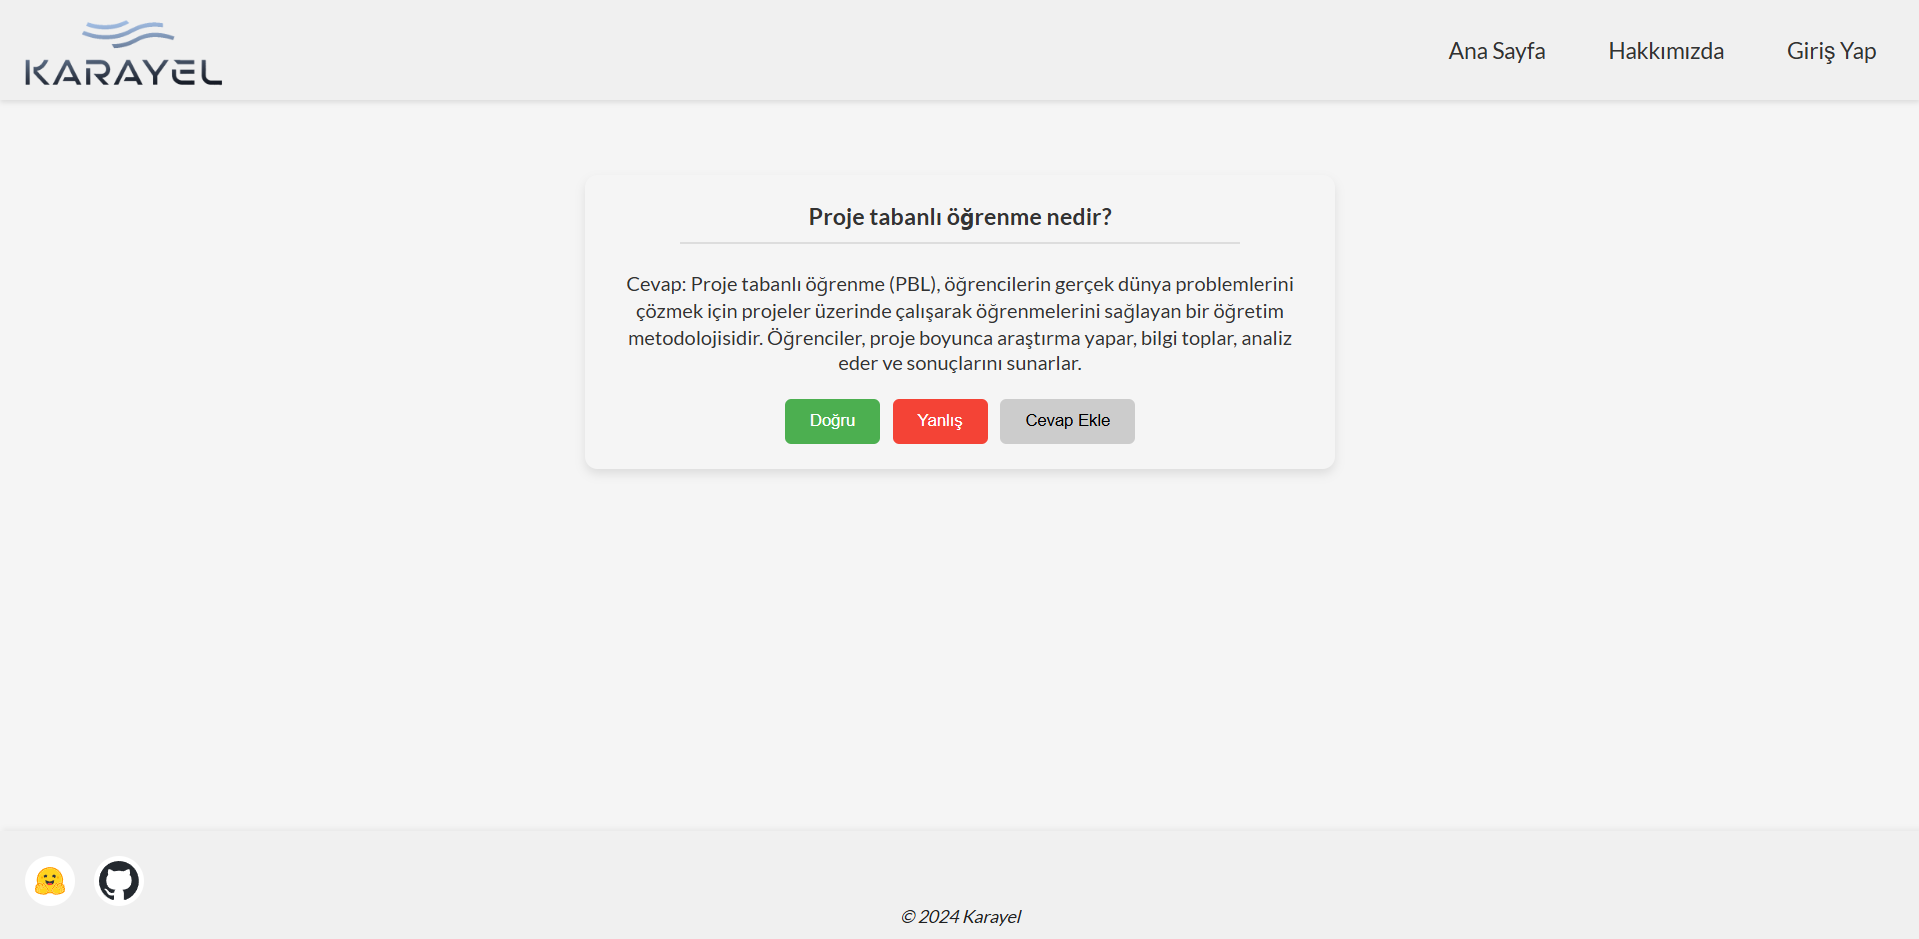 KARAYEL
Ana Sayfa
Hakkımızda
Giriş Yap
Proje tabanlı öğrenme nedir?
Cevap: Proje tabanlı öğrenme (PBL), öğrencilerin gerçek dünya problemlerini
çözmek için projeler üzerinde çalışarak öğrenmelerini sağlayan bir öğretim
metodolojisidir. Öğrenciler, proje boyunca araştırma yapar, bilgi toplar, analiz
eder ve sonuçlarını sunarlar.
Doğru
Yanlış
Cevap Ekle
© 2024 Karayel